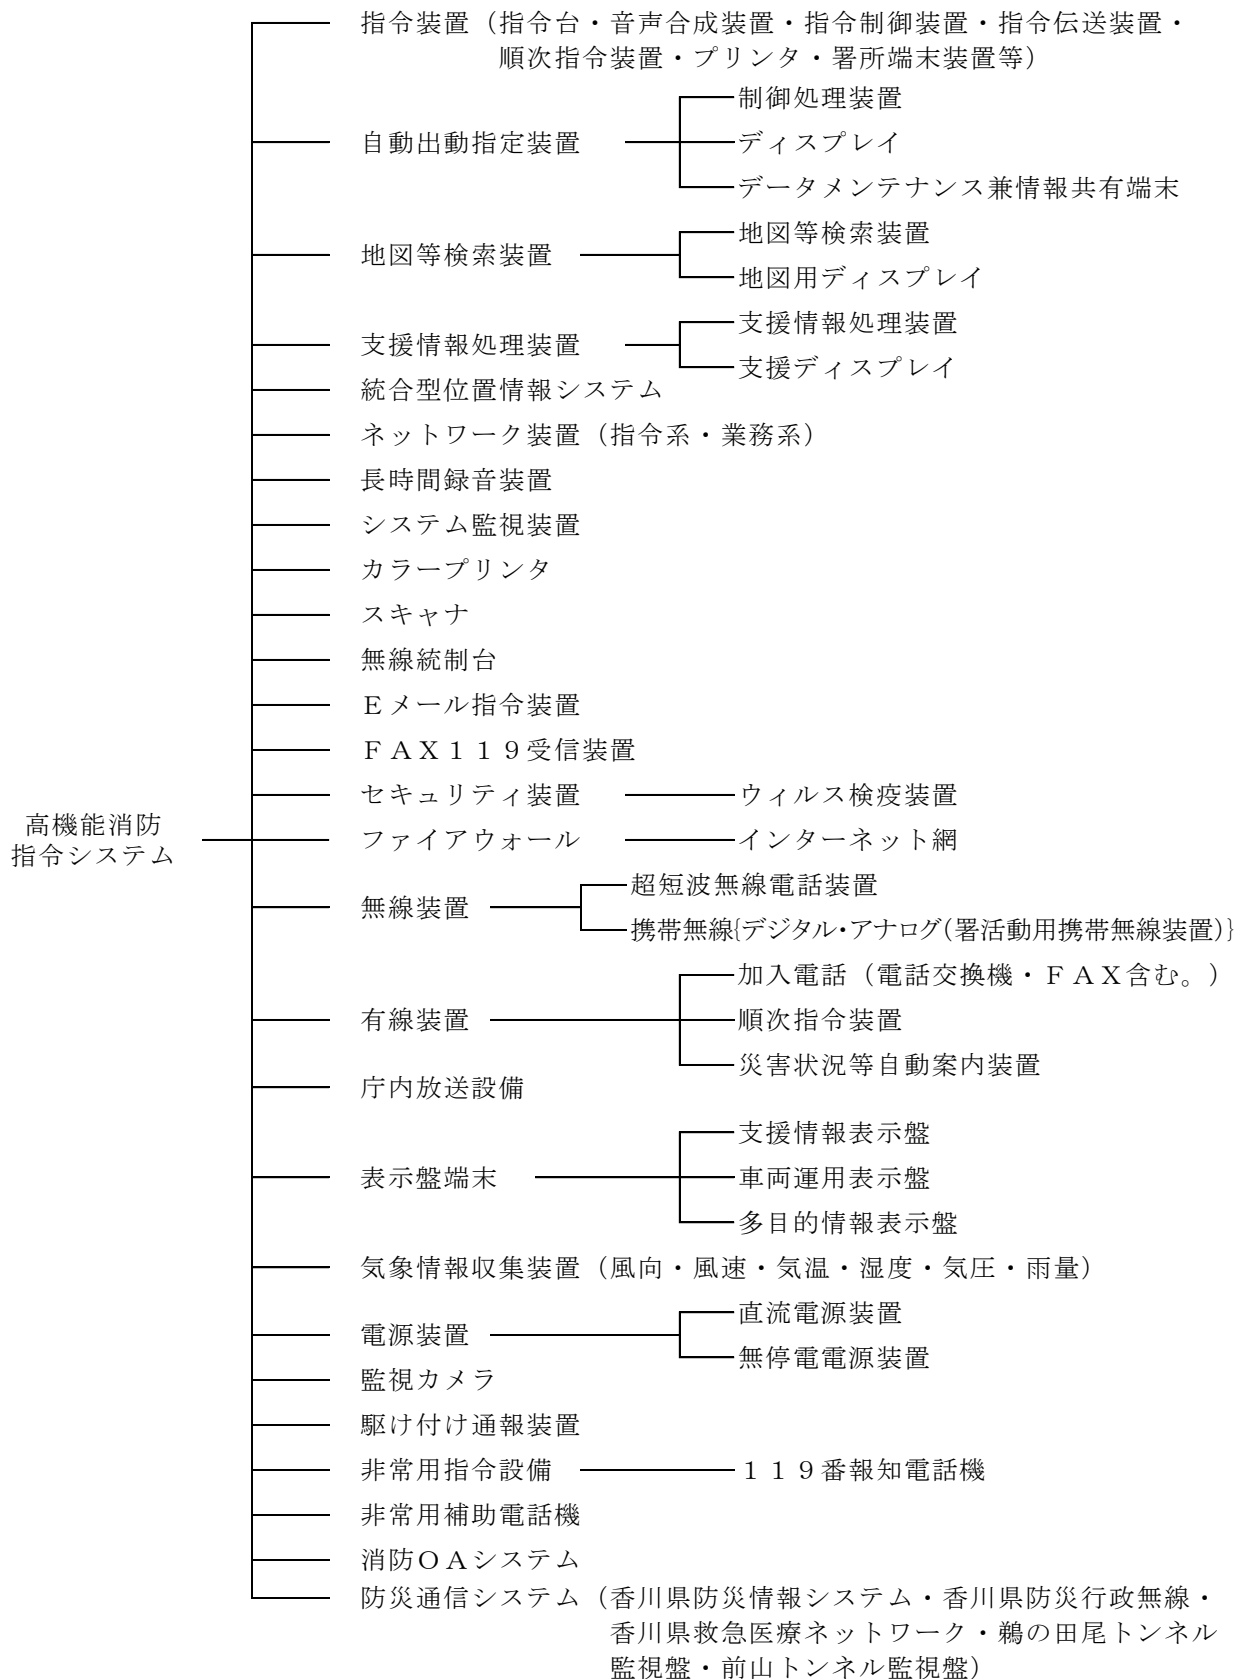 指令装置（指令台・音声合成装置・指令制御装置・指令伝送装置・
順次指令装置・プリンタ・署所端末装置等）
自動出動指定装置
制御処理装置
ディスプレイ
データメンテナンス兼情報共有端末
地図等検索装置
地図等検索装置
地図用ディスプレイ
支援情報処理装置
支援情報処理装置
支援ディスプレイ
統合型位置情報システム
ネットワーク装置（指令系・業務系）
長時間録音装置
システム監視装置
カラープリンタ
スキャナ
無線統制台
Ｅメール指令装置
ＦＡＸ１１９受信装置
セキュリティ装置
ウィルス検疫装置
高機能消防
指令システム
ファイアウォール
インターネット網
無線装置
超短波無線電話装置
携帯無線{デジタル・アナログ(署活動用携帯無線装置)}
有線装置
加入電話（電話交換機・ＦＡＸ含む。）
順次指令装置
災害状況等自動案内装置
庁内放送設備
表示盤端末
支援情報表示盤
車両運用表示盤
多目的情報表示盤
気象情報収集装置（風向・風速・気温・湿度・気圧・雨量）
電源装置
直流電源装置
無停電電源装置
監視カメラ
駆け付け通報装置
非常用指令設備
１１９番報知電話機
非常用補助電話機
消防ＯＡシステム
防災通信システム（香川県防災情報システム・香川県防災行政無線・
香川県救急医療ネットワーク・鵜の田尾トンネル
監視盤・前山トンネル監視盤）